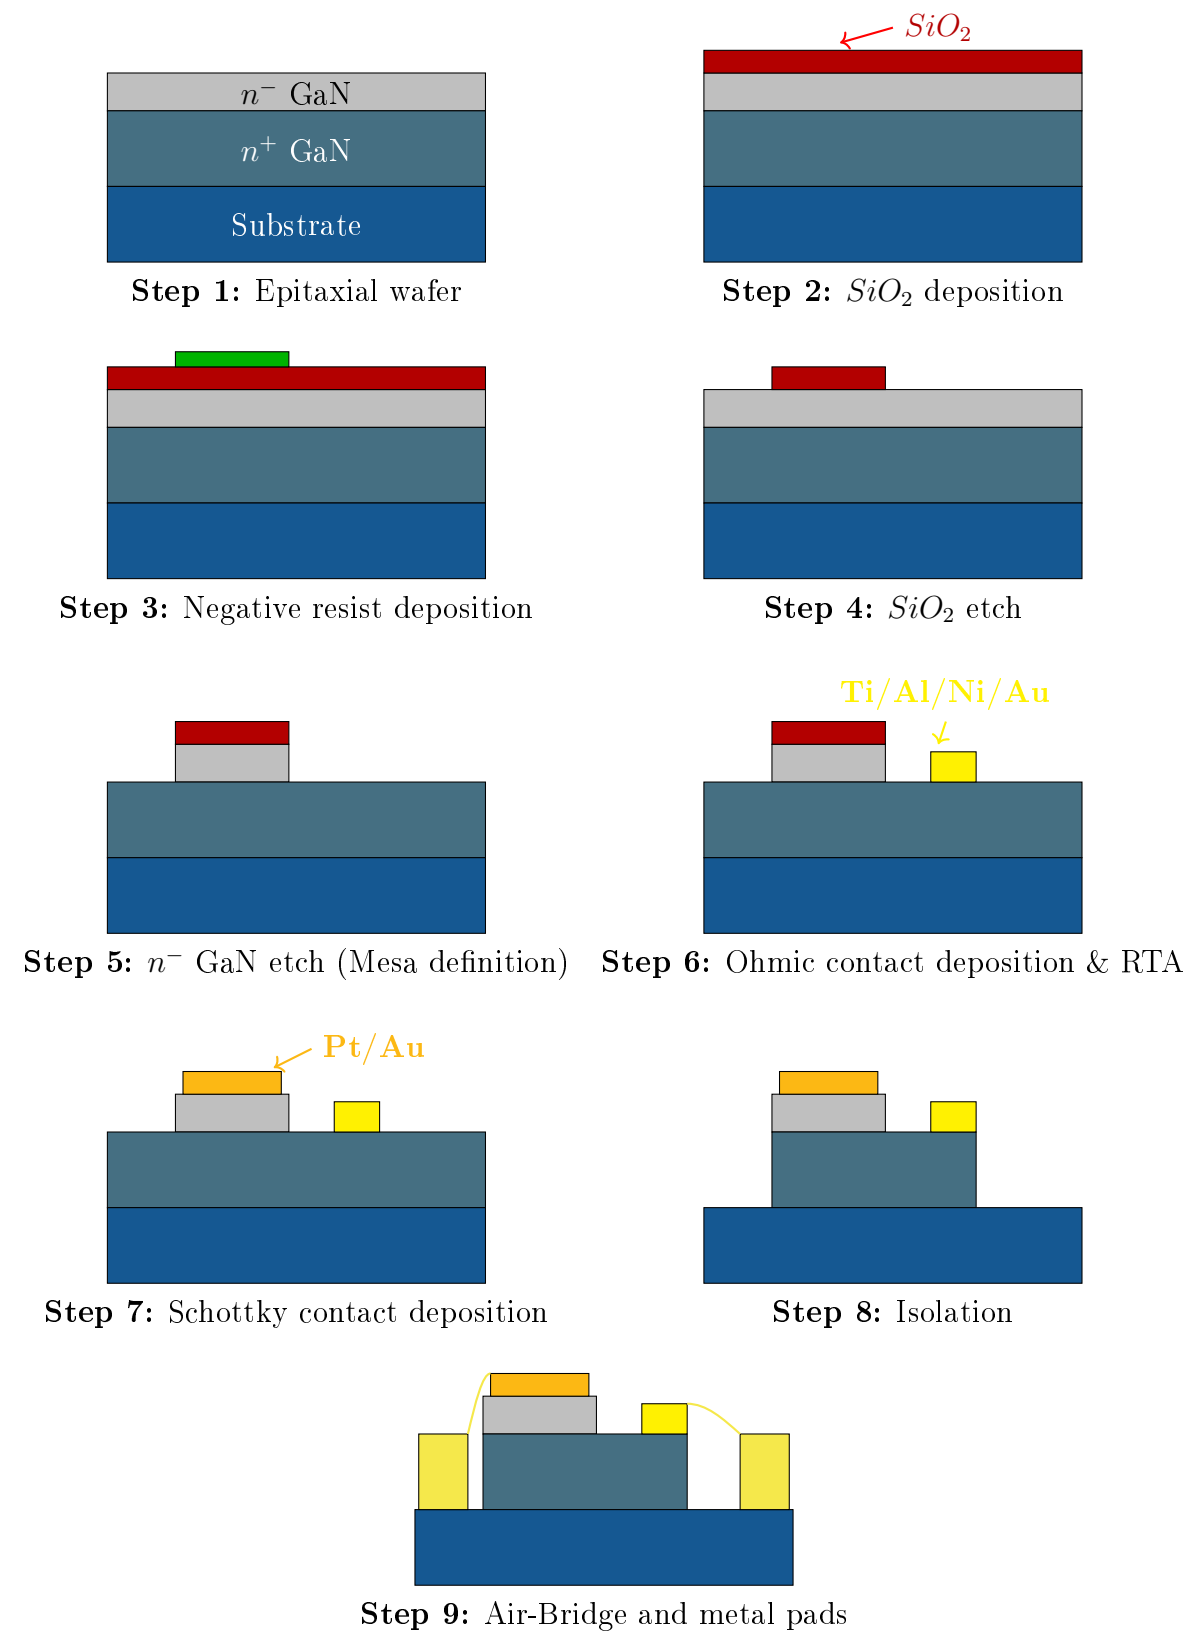 SiO₂
n⁻ GaN
n⁺ GaN
Substrate
Step 1: Epitaxial wafer
Step 2: SiO₂ deposition
Step 3: Negative resist deposition
Step 4: SiO₂ etch
Ti/Al/Ni/Au
Step 5: n⁻ GaN etch (Mesa definition)
Step 6: Ohmic contact deposition & RTA
Pt/Au
Step 7: Schottky contact deposition
Step 8: Isolation
Step 9: Air-Bridge and metal pads